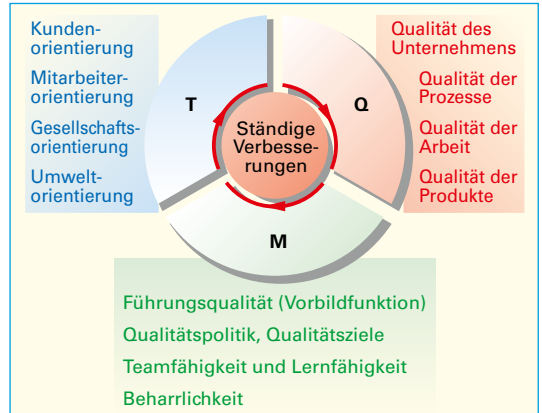 Kunden-
orientierung
Mitarbeiter-
orientierung
Gesellschafts-
orientierung
Umwelt-
orientierung
T
Ständige
Verbesse-
rungen
Q
Qualität des
Unternehmens
Qualität der
Prozesse
Qualität der
Arbeit
Qualität der
Produkte
M
Führungsqualität (Vorbildfunktion)
Qualitätspolitik, Qualitätsziele
Teamfähigkeit und Lernfähigkeit
Beharrlichkeit